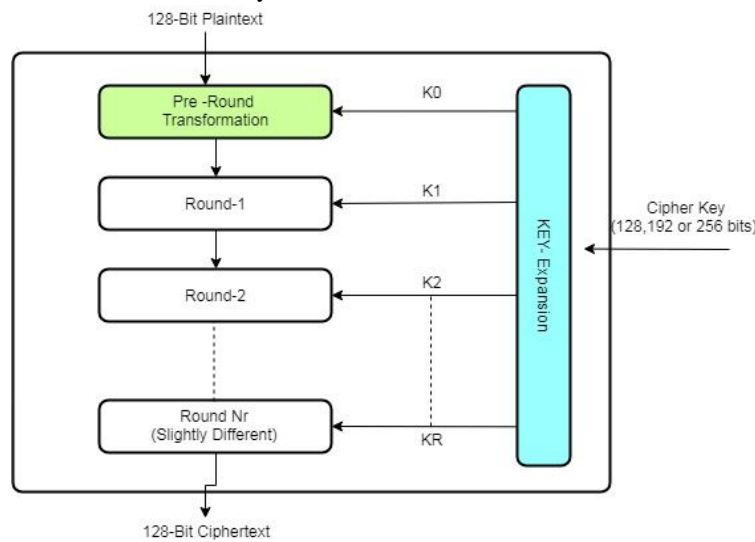 128-Bit Plaintext
Pre -Round
Transformation
K0
Round-1
K1
Cipher Key
(128,192 or 256 bits)
KEY- Expansion
Round-2
K2
Round Nr
(Slightly Different)
KR
128-Bit Ciphertext